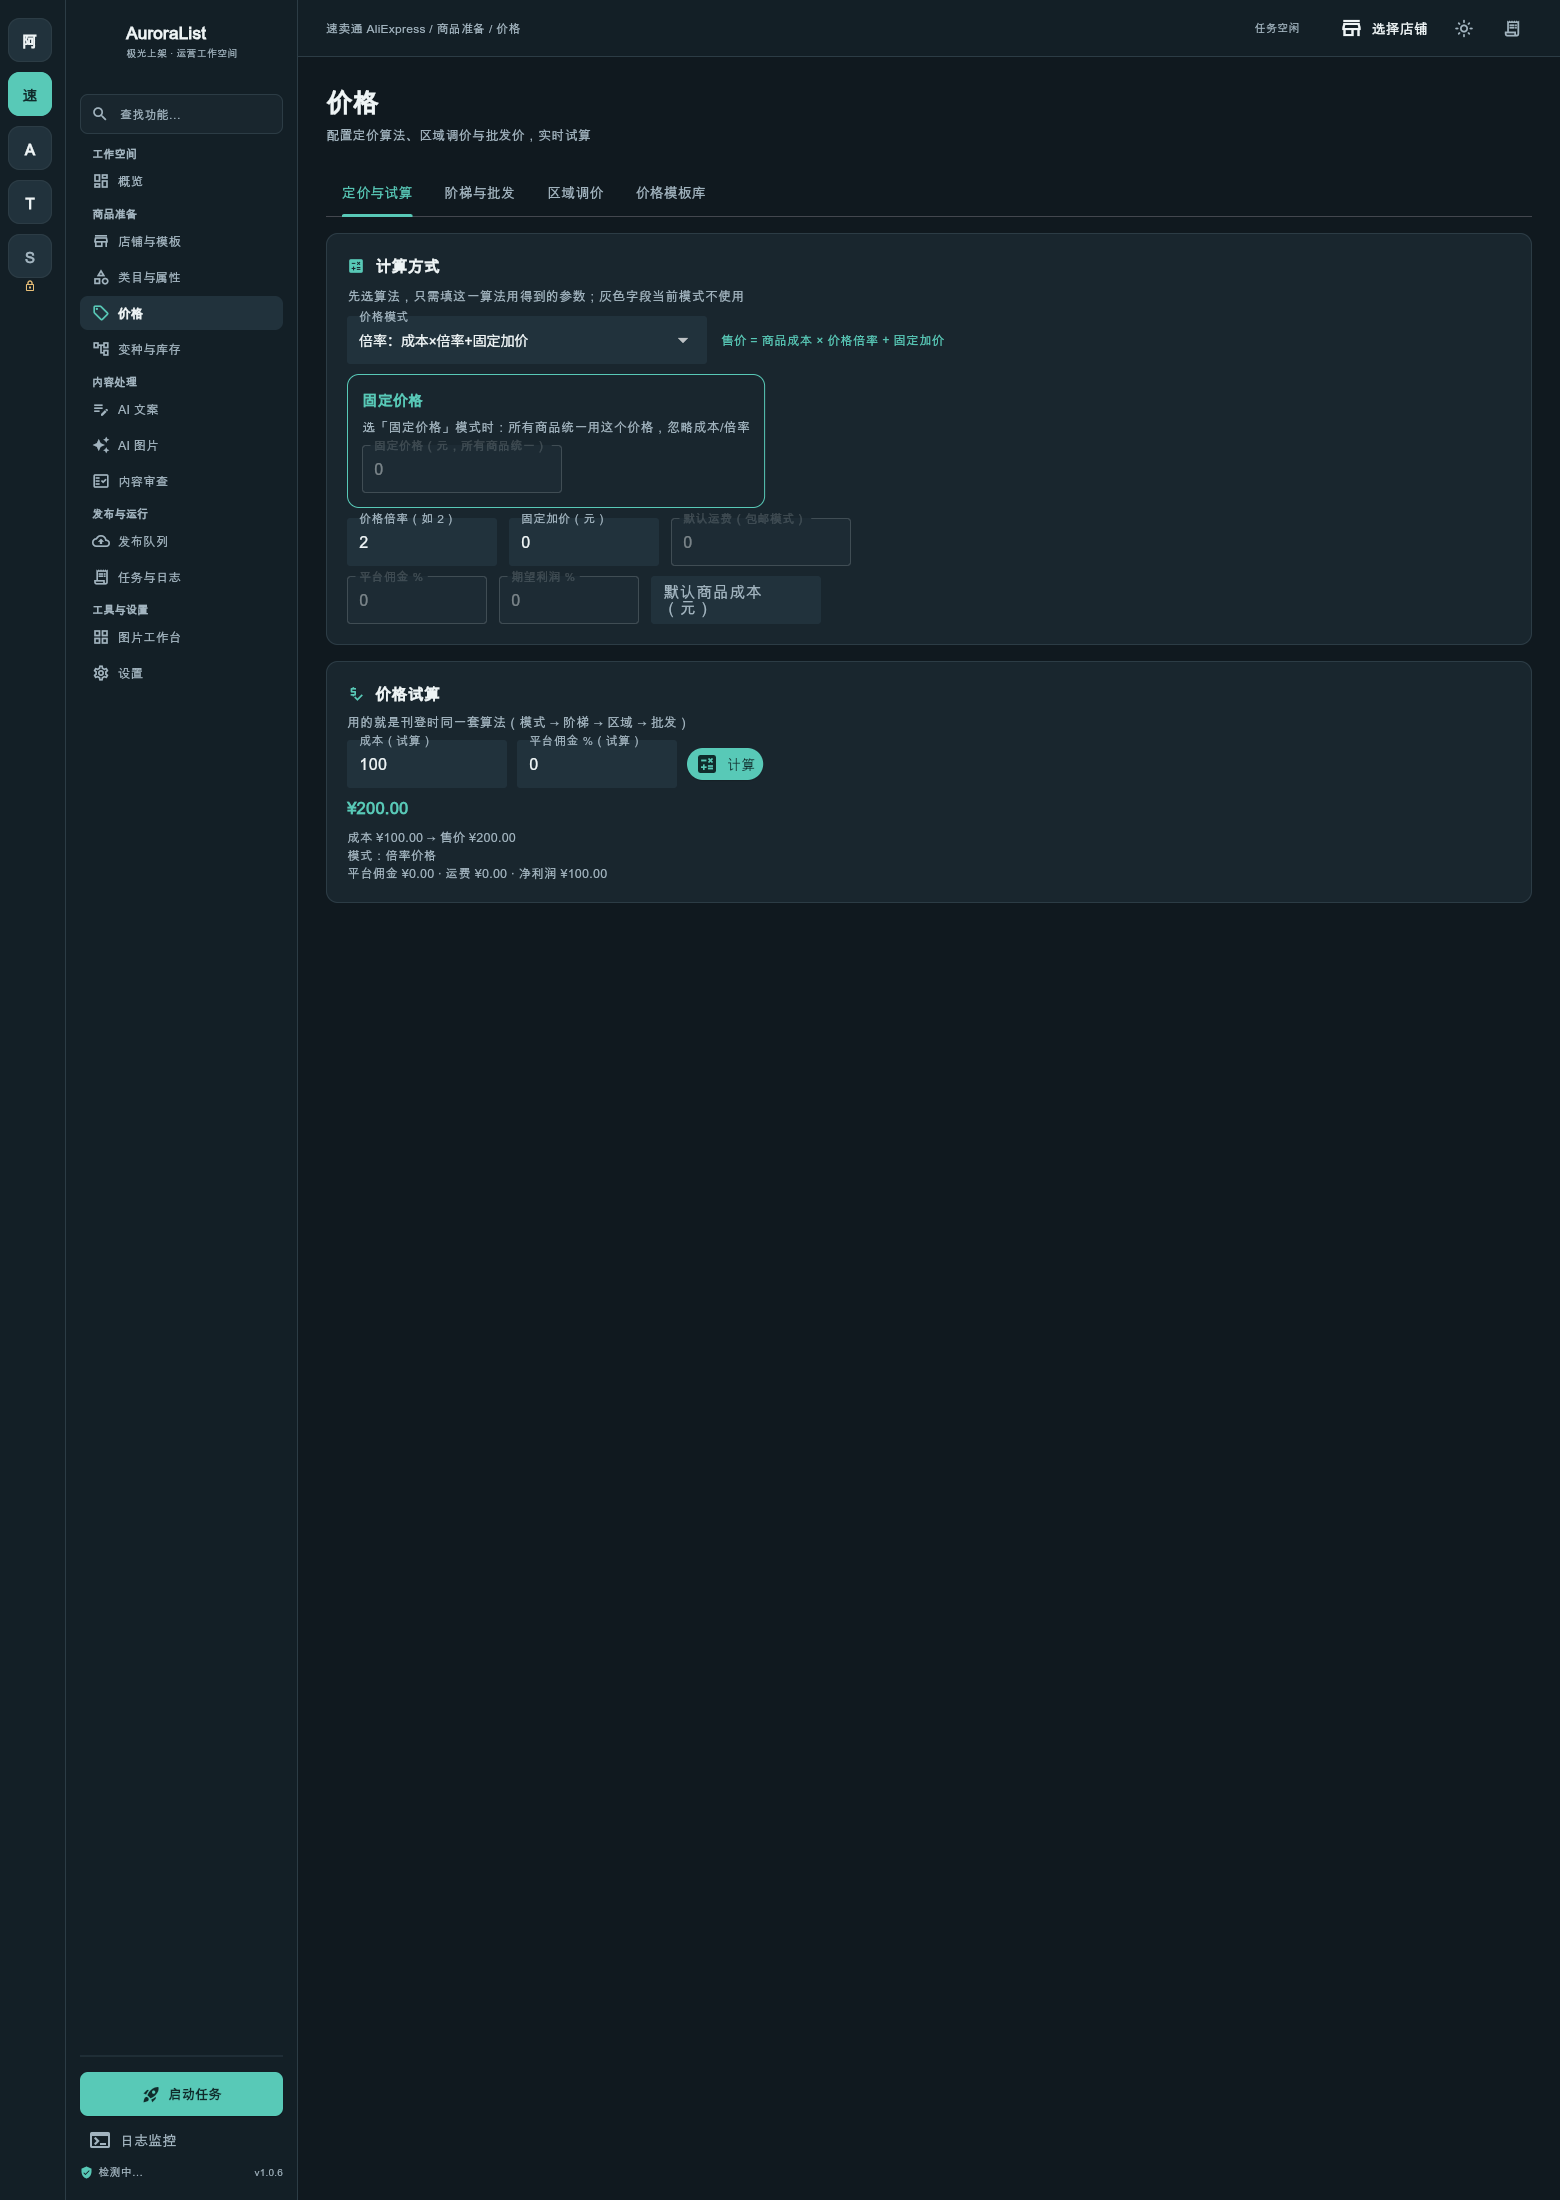 阿
速
A
T
S
AuroraList
极光上架 · 运营工作空间
查找功能...
工作空间
概览
商品准备
店铺与模板
类目与属性
价格
变种与库存
内容处理
AI 文案
AI 图片
内容审查
发布与运行
发布队列
任务与日志
工具与设置
图片工作台
设置
启动任务
日志监控
检测中... v1.0.6
速卖通 AliExpress / 商品准备 / 价格
任务空闲
选择店铺
价格
配置定价算法、区域调价与批发价，实时试算
定价与试算 阶梯与批发 区域调价 价格模板库
计算方式
先选算法，只需填这一算法用得到的参数；灰色字段当前模式不使用
价格模式
倍率：成本×倍率+固定加价
售价 = 商品成本 × 价格倍率 + 固定加价
固定价格
选「固定价格」模式时：所有商品统一用这个价格，忽略成本/倍率
固定价格（元，所有商品统一）
0
价格倍率（如 2） 固定加价（元） 默认运费（包邮模式）
2 0 0
平台佣金 % 期望利润 %
0 0
默认商品成本
（元）
价格试算
用的就是刊登时同一套算法（模式 → 阶梯 → 区域 → 批发）
成本（试算） 平台佣金 %（试算）
100 0 计算
¥200.00
成本 ¥100.00 → 售价 ¥200.00
模式：倍率价格
平台佣金 ¥0.00 · 运费 ¥0.00 · 净利润 ¥100.00